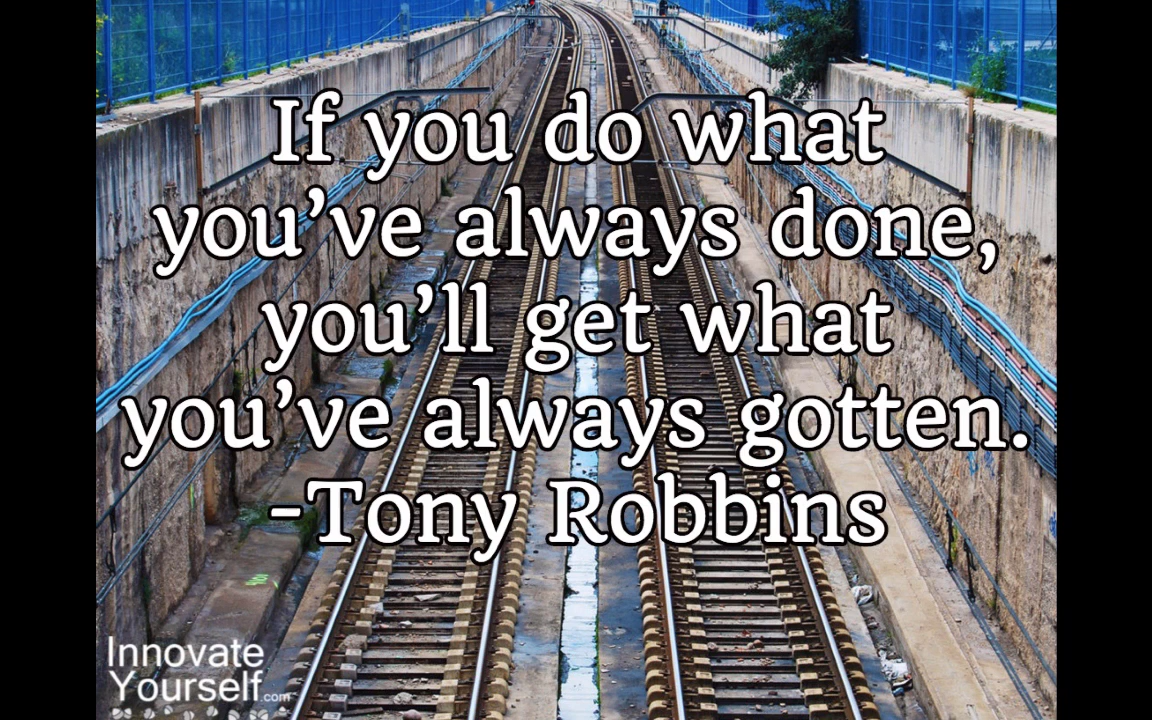 If you do what
you’ve always done,
you’ll get what
you’ve always gotten.
-Tony Robbins
Innovate
Yourself.com